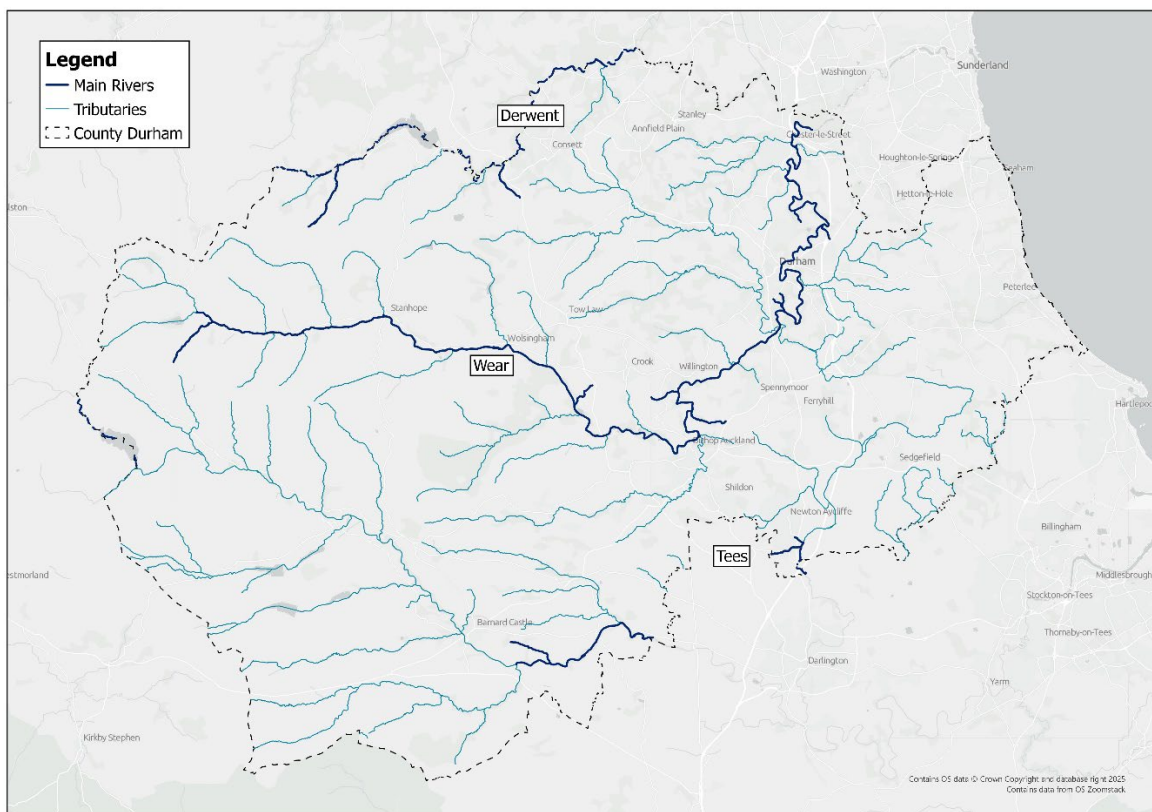 Legend
Main Rivers
Tributaries
County Durham
Derwent
Wear
Tees
Washington
Sunderland
Stanley
Annfield Plain
Chester-le-Street
Consett
Houghton-le-Spring
Hetton-le-Hole
Durham
Peterlee
Stanhope
Tow Law
Wolsingham
Crook
Willington
Spennymoor
Ferryhill
Hartlepool
Bishop Auckland
Sedgefield
Shildon
Newton Aycliffe
Billingham
Middlesbrough
Stockton-on-Tees
Thornaby-on-Tees
Barnard Castle
Darlington
Yarm
Kirkby Stephen
Contains OS data © Crown Copyright and database right 2025
Contains data from OS Zoomstack